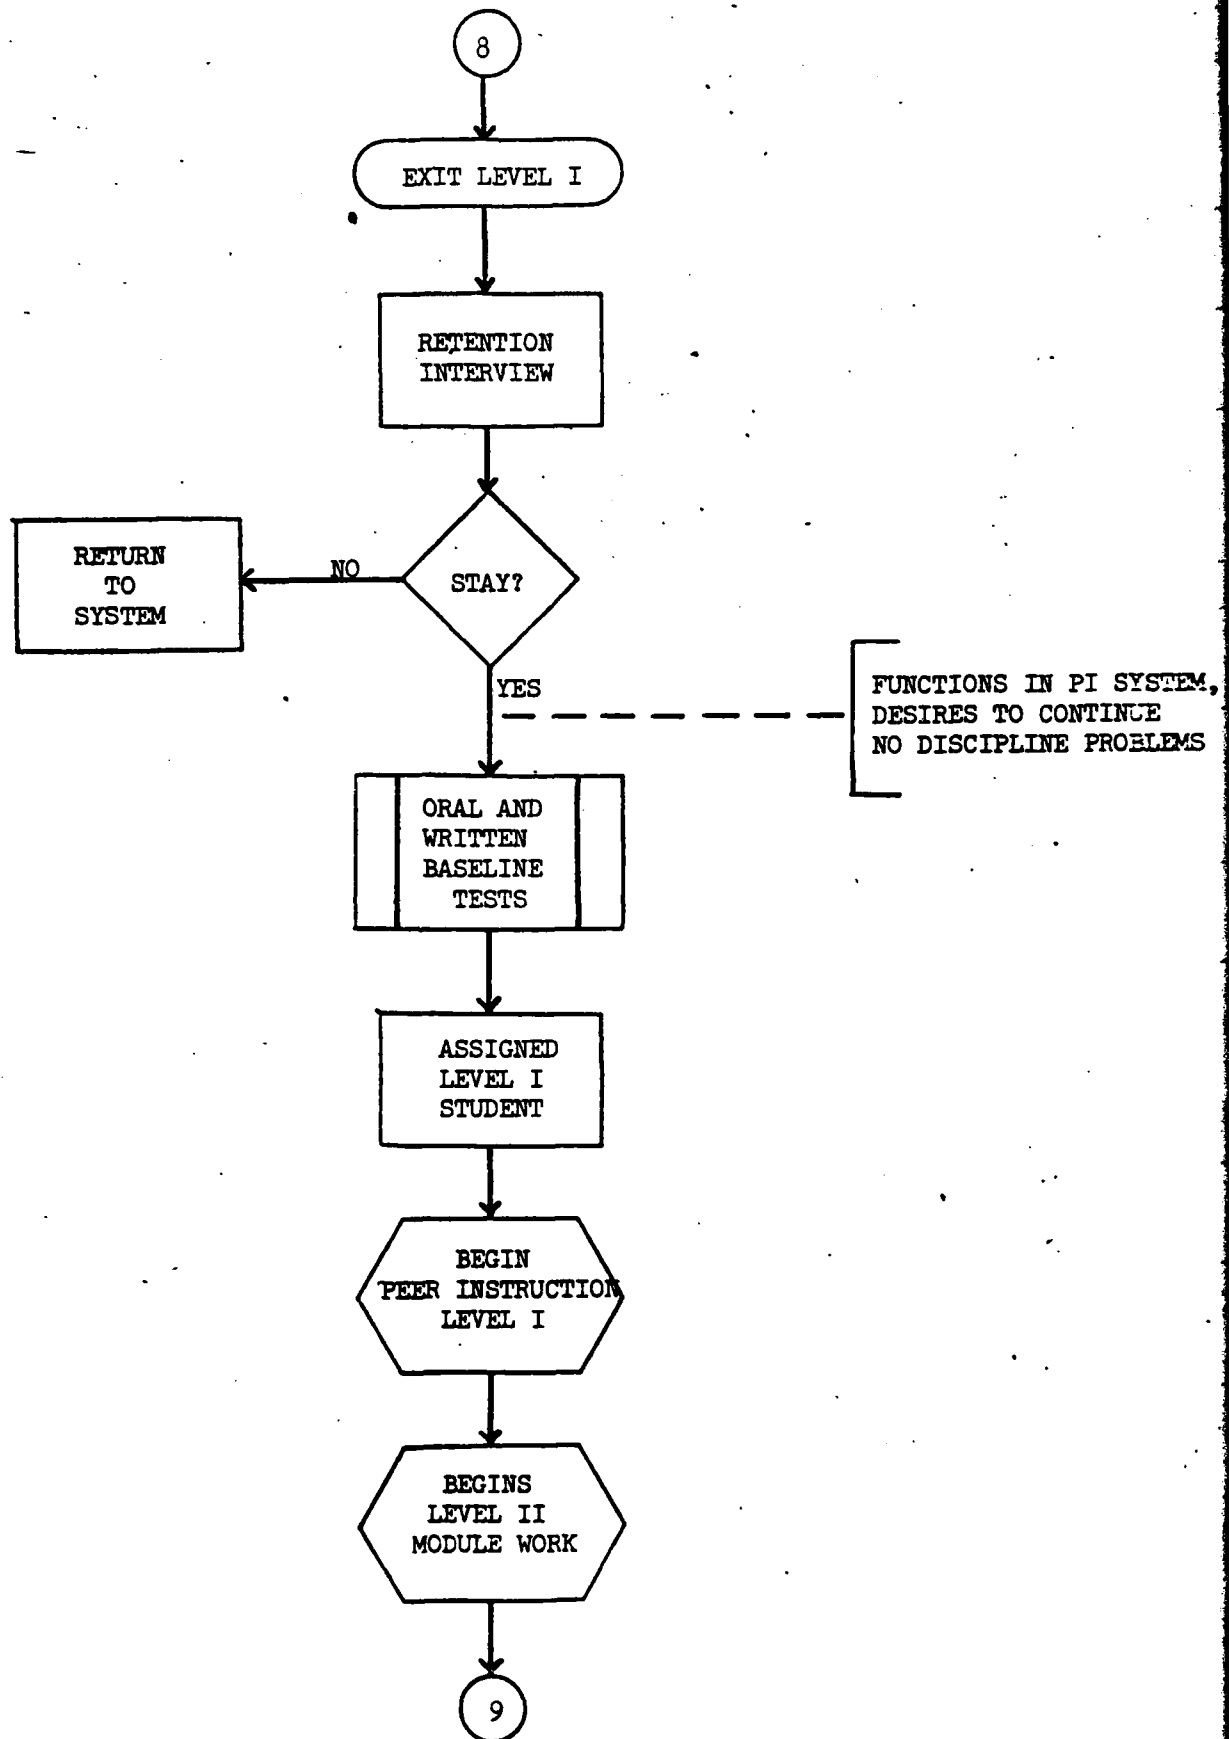 8
EXIT LEVEL I
RETENTION
INTERVIEW
STAY?
NO
RETURN
TO
SYSTEM
YES
FUNCTIONS IN PI SYSTEM,
DESIRES TO CONTINUE
NO DISCIPLINE PROBLEMS
ORAL AND
WRITTEN
BASELINE
TESTS
ASSIGNED
LEVEL I
STUDENT
BEGIN
PEER INSTRUCTION
LEVEL I
BEGINS
LEVEL II
MODULE WORK
9